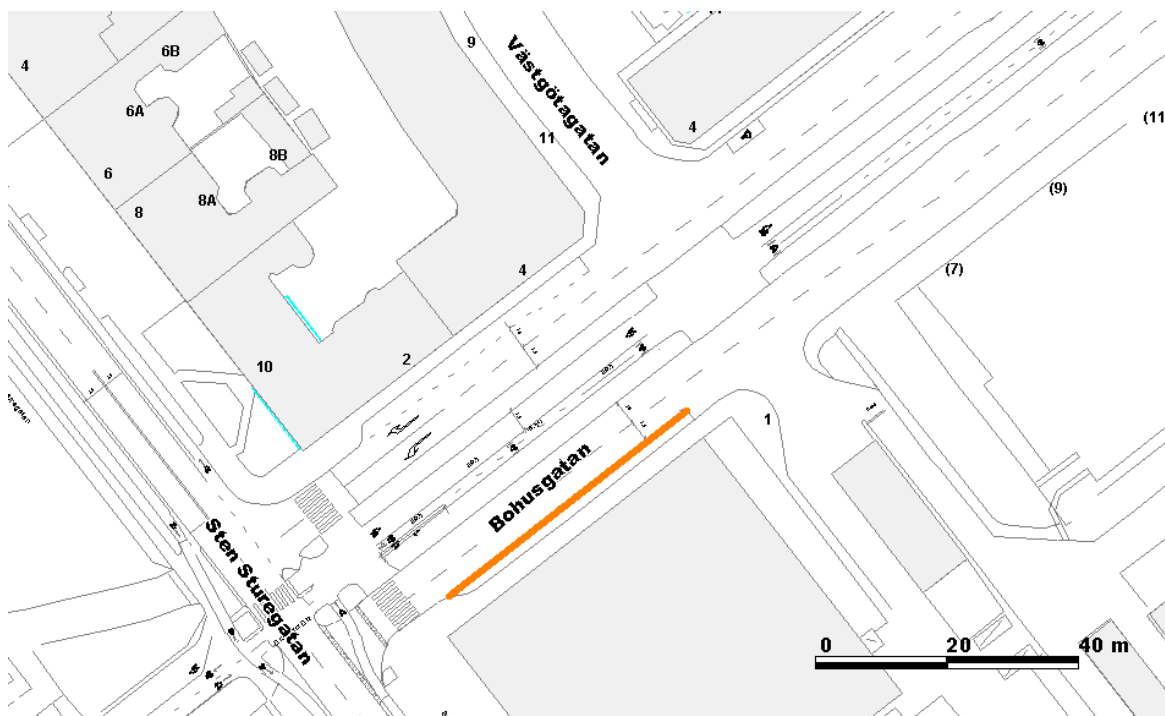 6B
9
4
Västgötagatan
6A
11
4
(11
8B
6
(9)
8A
8
(7)
4
10
2
1
Bohusgatan
Sten Sturegatan
0 20 40 m